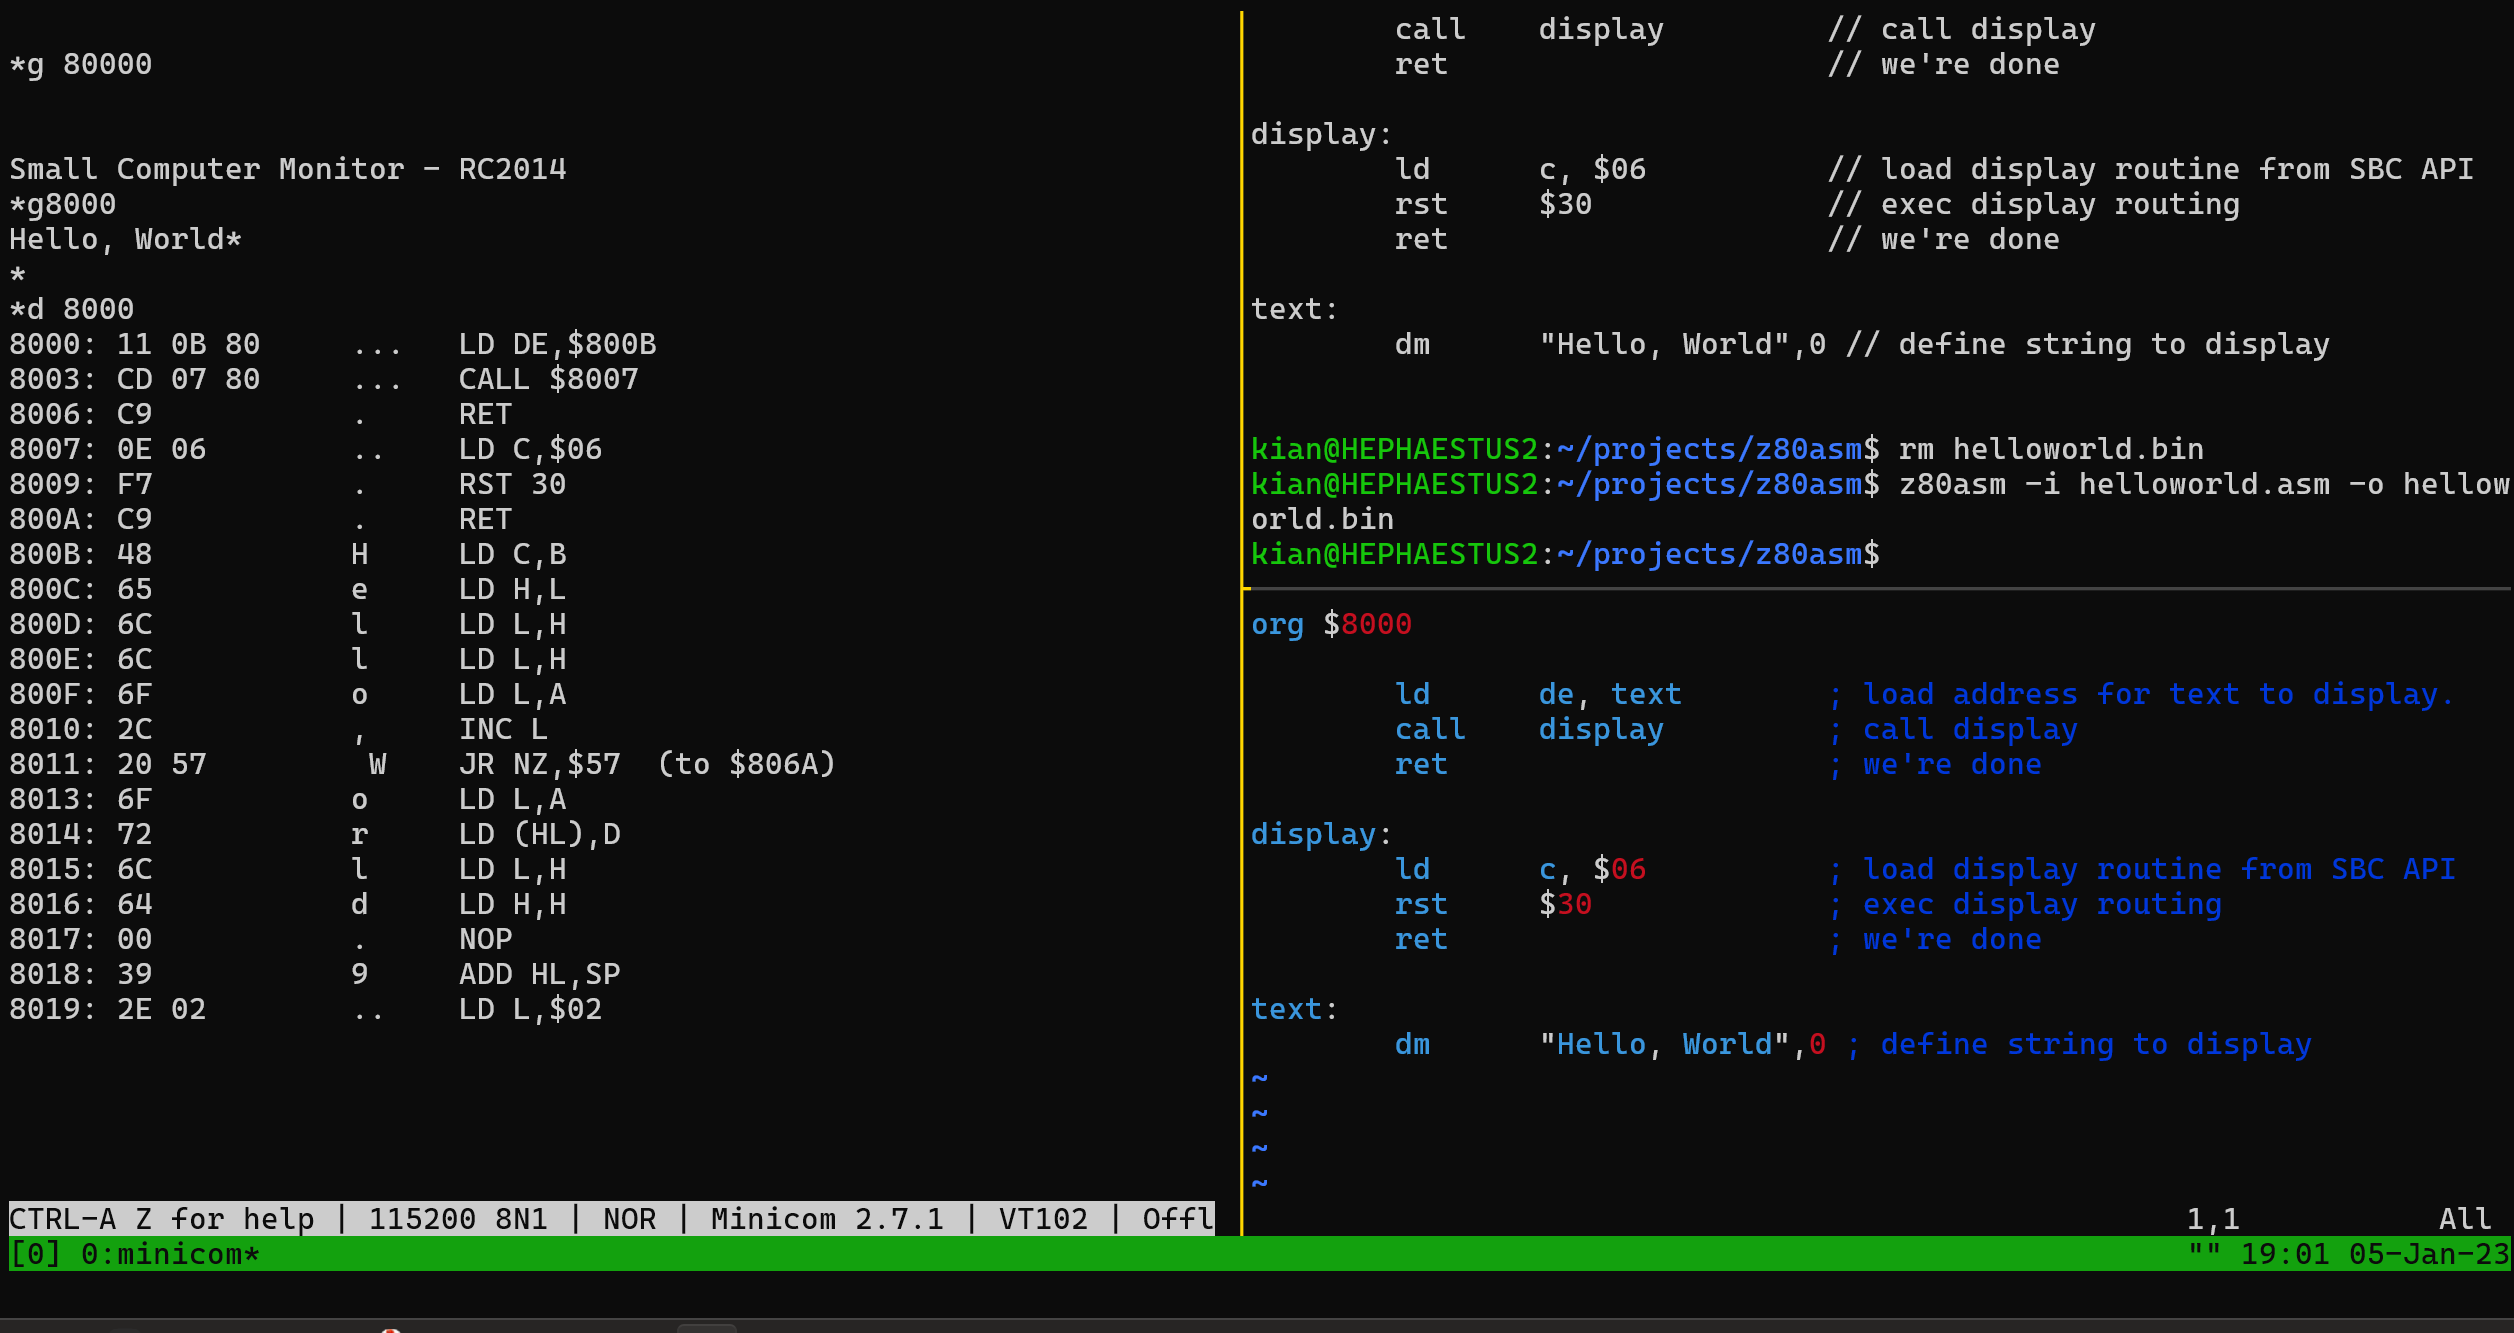 *g 80000
Small Computer Monitor - RC2014
*g8000
Hello, World*
*
*d 8000
8000: 11 0B 80     ...   LD DE,$800B
8003: CD 07 80     ...   CALL $8007
8006: C9           .     RET
8007: 0E 06        ..    LD C,$06
8009: F7           .     RST 30
800A: C9           .     RET
800B: 48           H     LD C,B
800C: 65           e     LD H,L
800D: 6C           l     LD L,H
800E: 6C           l     LD L,H
800F: 6F           o     LD L,A
8010: 2C           ,     INC L
8011: 20 57         W    JR NZ,$57  (to $806A)
8013: 6F           o     LD L,A
8014: 72           r     LD (HL),D
8015: 6C           l     LD L,H
8016: 64           d     LD H,H
8017: 00           .     NOP
8018: 39           9     ADD HL,SP
8019: 2E 02        ..    LD L,$02
CTRL-A Z for help | 115200 8N1 | NOR | Minicom 2.7.1 | VT102 | Offl
        call    display         // call display
        ret                     // we're done
display:
        ld      c, $06          // load display routine from SBC API
        rst     $30             // exec display routing
        ret                     // we're done
text:
        dm      "Hello, World",0 // define string to display
kian@HEPHAESTUS2:~/projects/z80asm$ rm helloworld.bin
kian@HEPHAESTUS2:~/projects/z80asm$ z80asm -i helloworld.asm -o hellow
orld.bin
kian@HEPHAESTUS2:~/projects/z80asm$
org $8000
        ld      de, text        ; load address for text to display.
        call    display         ; call display
        ret                     ; we're done
display:
        ld      c, $06          ; load display routine from SBC API
        rst     $30             ; exec display routing
        ret                     ; we're done
text:
        dm      "Hello, World",0 ; define string to display
~
~
~
~
1,1           All
[0] 0:minicom*          "" 19:01 05-Jan-23